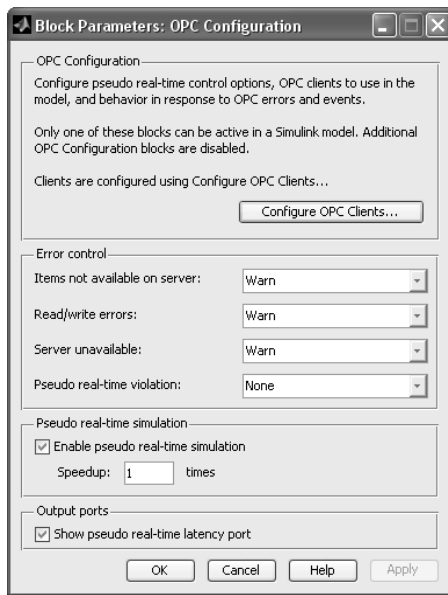 Block Parameters: OPC Configuration
OPC Configuration
Configure pseudo real-time control options, OPC clients to use in the
model, and behavior in response to OPC errors and events.
Only one of these blocks can be active in a Simulink model. Additional
OPC Configuration blocks are disabled.
Clients are configured using Configure OPC Clients...
Configure OPC Clients...
Error control
Items not available on server: Warn
Read/write errors: Warn
Server unavailable: Warn
Pseudo real-time violation: None
Pseudo real-time simulation
Enable pseudo real-time simulation
Speedup: 1 times
Output ports
Show pseudo real-time latency port
OK Cancel Help Apply